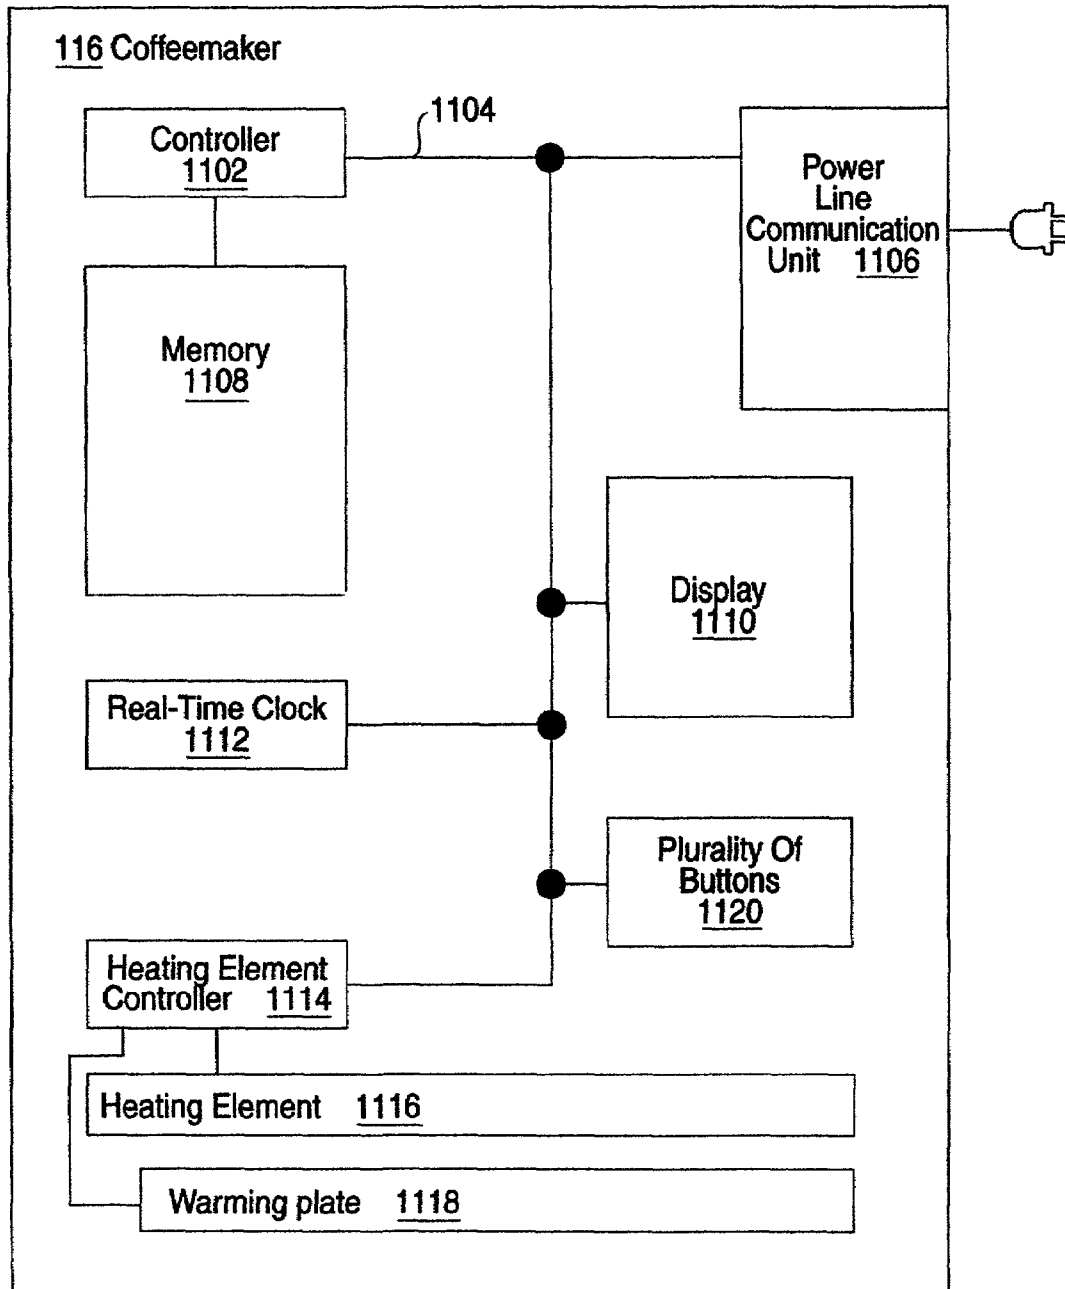 116 Coffeemaker
1104
Controller
1102
Power
Line
Communication
Unit 1106
Memory
1108
Display
1110
Real-Time Clock
1112
Plurality Of
Buttons
1120
Heating Element
Controller 1114
Heating Element 1116
Warming plate 1118